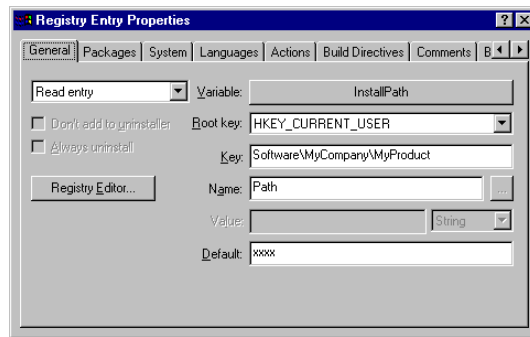 Registry Entry Properties
General Packages System Languages Actions Build Directives Comments B
Read entry Variable: InstallPath
Don't add to uninstaller Root key: HKEY_CURRENT_USER
Always uninstall Key: Software\MyCompany\MyProduct
Registry Editor... Name: Path ...
Value: String
Default: xxxx